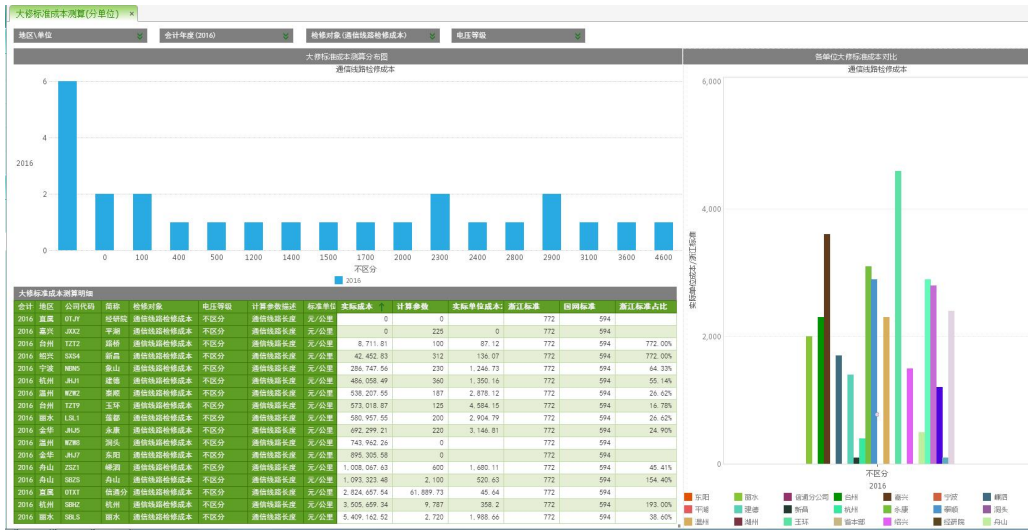 大修标准成本测算(分单位) ×
地区\单位 会计年度(2016) 检修对象(通信线路检修成本) 电压等级
大修标准成本测算分布图
通信线路检修成本
6
4
2016
2
0
0 100 400 500 1200 1400 1500 1700 2000 2300 2400 2800 2900 3100 3600 4600
不区分
2016
各单位大修标准成本对比
通信线路检修成本
6,000
4,000
实际单位成本/浙江标准
2,000
0
不区分
2016
东阳 丽水 信通分公司 台州 嘉兴 宁波 嵊泗
平湖 建德 新昌 杭州 永康 泰顺 洞头
温州 湖州 玉环 省本部 绍兴 经研院 舟山
大修标准成本测算明细
会计 地区 公司代码 简称 检修对象 电压等级 计算参数描述 标准单位 实际成本 ↑ 计算参数 实际单位成本 浙江标准 国网标准 浙江标准占比
2016 直属 0TJY 经研院 通信线路检修成本 不区分 通信线路长度 元/公里 0 0 772 594
2016 嘉兴 JXX2 平湖 通信线路检修成本 不区分 通信线路长度 元/公里 0 225 0 772 594
2016 台州 TZT2 路桥 通信线路检修成本 不区分 通信线路长度 元/公里 8,711.81 100 87.12 772 594 772.00%
2016 绍兴 SXS4 新昌 通信线路检修成本 不区分 通信线路长度 元/公里 42,452.83 312 136.07 772 594 772.00%
2016 宁波 NBN5 象山 通信线路检修成本 不区分 通信线路长度 元/公里 286,747.56 230 1,246.73 772 594 64.33%
2016 杭州 JHJ1 建德 通信线路检修成本 不区分 通信线路长度 元/公里 486,058.49 360 1,350.16 772 594 55.14%
2016 温州 WZW2 泰顺 通信线路检修成本 不区分 通信线路长度 元/公里 538,207.55 187 2,878.12 772 594 26.62%
2016 台州 TZT9 玉环 通信线路检修成本 不区分 通信线路长度 元/公里 573,018.87 125 4,584.15 772 594 16.78%
2016 丽水 LSL1 莲都 通信线路检修成本 不区分 通信线路长度 元/公里 580,957.55 200 2,904.79 772 594 26.62%
2016 金华 JHJ5 永康 通信线路检修成本 不区分 通信线路长度 元/公里 692,299.21 220 3,146.81 772 594 24.90%
2016 温州 WZW8 洞头 通信线路检修成本 不区分 通信线路长度 元/公里 743,962.26 0 772 594
2016 金华 JHJ7 东阳 通信线路检修成本 不区分 通信线路长度 元/公里 895,305.58 0 772 594
2016 舟山 ZSZ1 嵊泗 通信线路检修成本 不区分 通信线路长度 元/公里 1,008,067.63 600 1,680.11 772 594 45.41%
2016 舟山 SBZS 舟山 通信线路检修成本 不区分 通信线路长度 元/公里 1,093,323.48 2,100 520.63 772 594 154.40%
2016 直属 0TXT 信通分 通信线路检修成本 不区分 通信线路长度 元/公里 2,824,657.54 61,889.73 45.64 772 594
2016 杭州 SBHZ 杭州 通信线路检修成本 不区分 通信线路长度 元/公里 3,505,659.34 9,787 358.2 772 594 193.00%
2016 丽水 SBLS 丽水 通信线路检修成本 不区分 通信线路长度 元/公里 5,409,162.52 2,720 1,988.66 772 594 38.60%